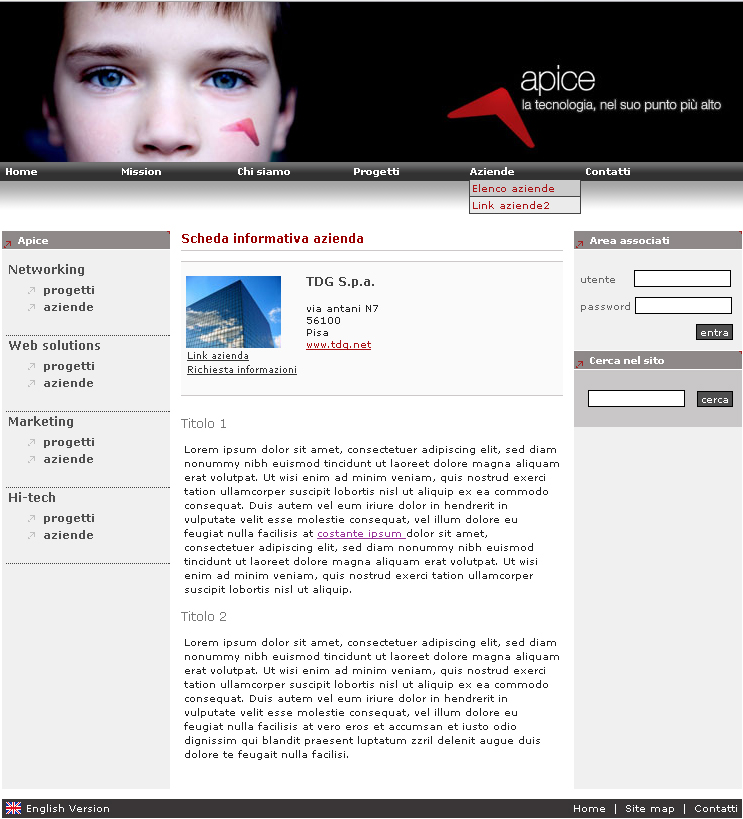 apice
la tecnologia, nel suo punto più alto
Home Mission Chi siamo Progetti Aziende Contatti
Elenco aziende
Link aziende2
Apice
Networking
progetti
aziende
Web solutions
progetti
aziende
Marketing
progetti
aziende
Hi-tech
progetti
aziende
Scheda informativa azienda
TDG S.p.a.
via antani N7
56100
Pisa
www.tdg.net
Link azienda
Richiesta informazioni
Titolo 1
Lorem ipsum dolor sit amet, consectetuer adipiscing elit, sed diam
nonummy nibh euismod tincidunt ut laoreet dolore magna aliquam
erat volutpat. Ut wisi enim ad minim veniam, quis nostrud exerci
tation ullamcorper suscipit lobortis nisl ut aliquip ex ea commodo
consequat. Duis autem vel eum iriure dolor in hendrerit in
vulputate velit esse molestie consequat, vel illum dolore eu
feugiat nulla facilisis at costante ipsum dolor sit amet,
consectetuer adipiscing elit, sed diam nonummy nibh euismod
tincidunt ut laoreet dolore magna aliquam erat volutpat. Ut wisi
enim ad minim veniam, quis nostrud exerci tation ullamcorper
suscipit lobortis nisl ut aliquip.
Titolo 2
Lorem ipsum dolor sit amet, consectetuer adipiscing elit, sed diam
nonummy nibh euismod tincidunt ut laoreet dolore magna aliquam
erat volutpat. Ut wisi enim ad minim veniam, quis nostrud exerci
tation ullamcorper suscipit lobortis nisl ut aliquip ex ea commodo
consequat. Duis autem vel eum iriure dolor in hendrerit in
vulputate velit esse molestie consequat, vel illum dolore eu
feugiat nulla facilisis at vero eros et accumsan et iusto odio
dignissim qui blandit praesent luptatum zzril delenit augue duis
dolore te feugait nulla facilisi.
Area associati
utente
password
entra
Cerca nel sito
cerca
English Version
Home | Site map | Contatti